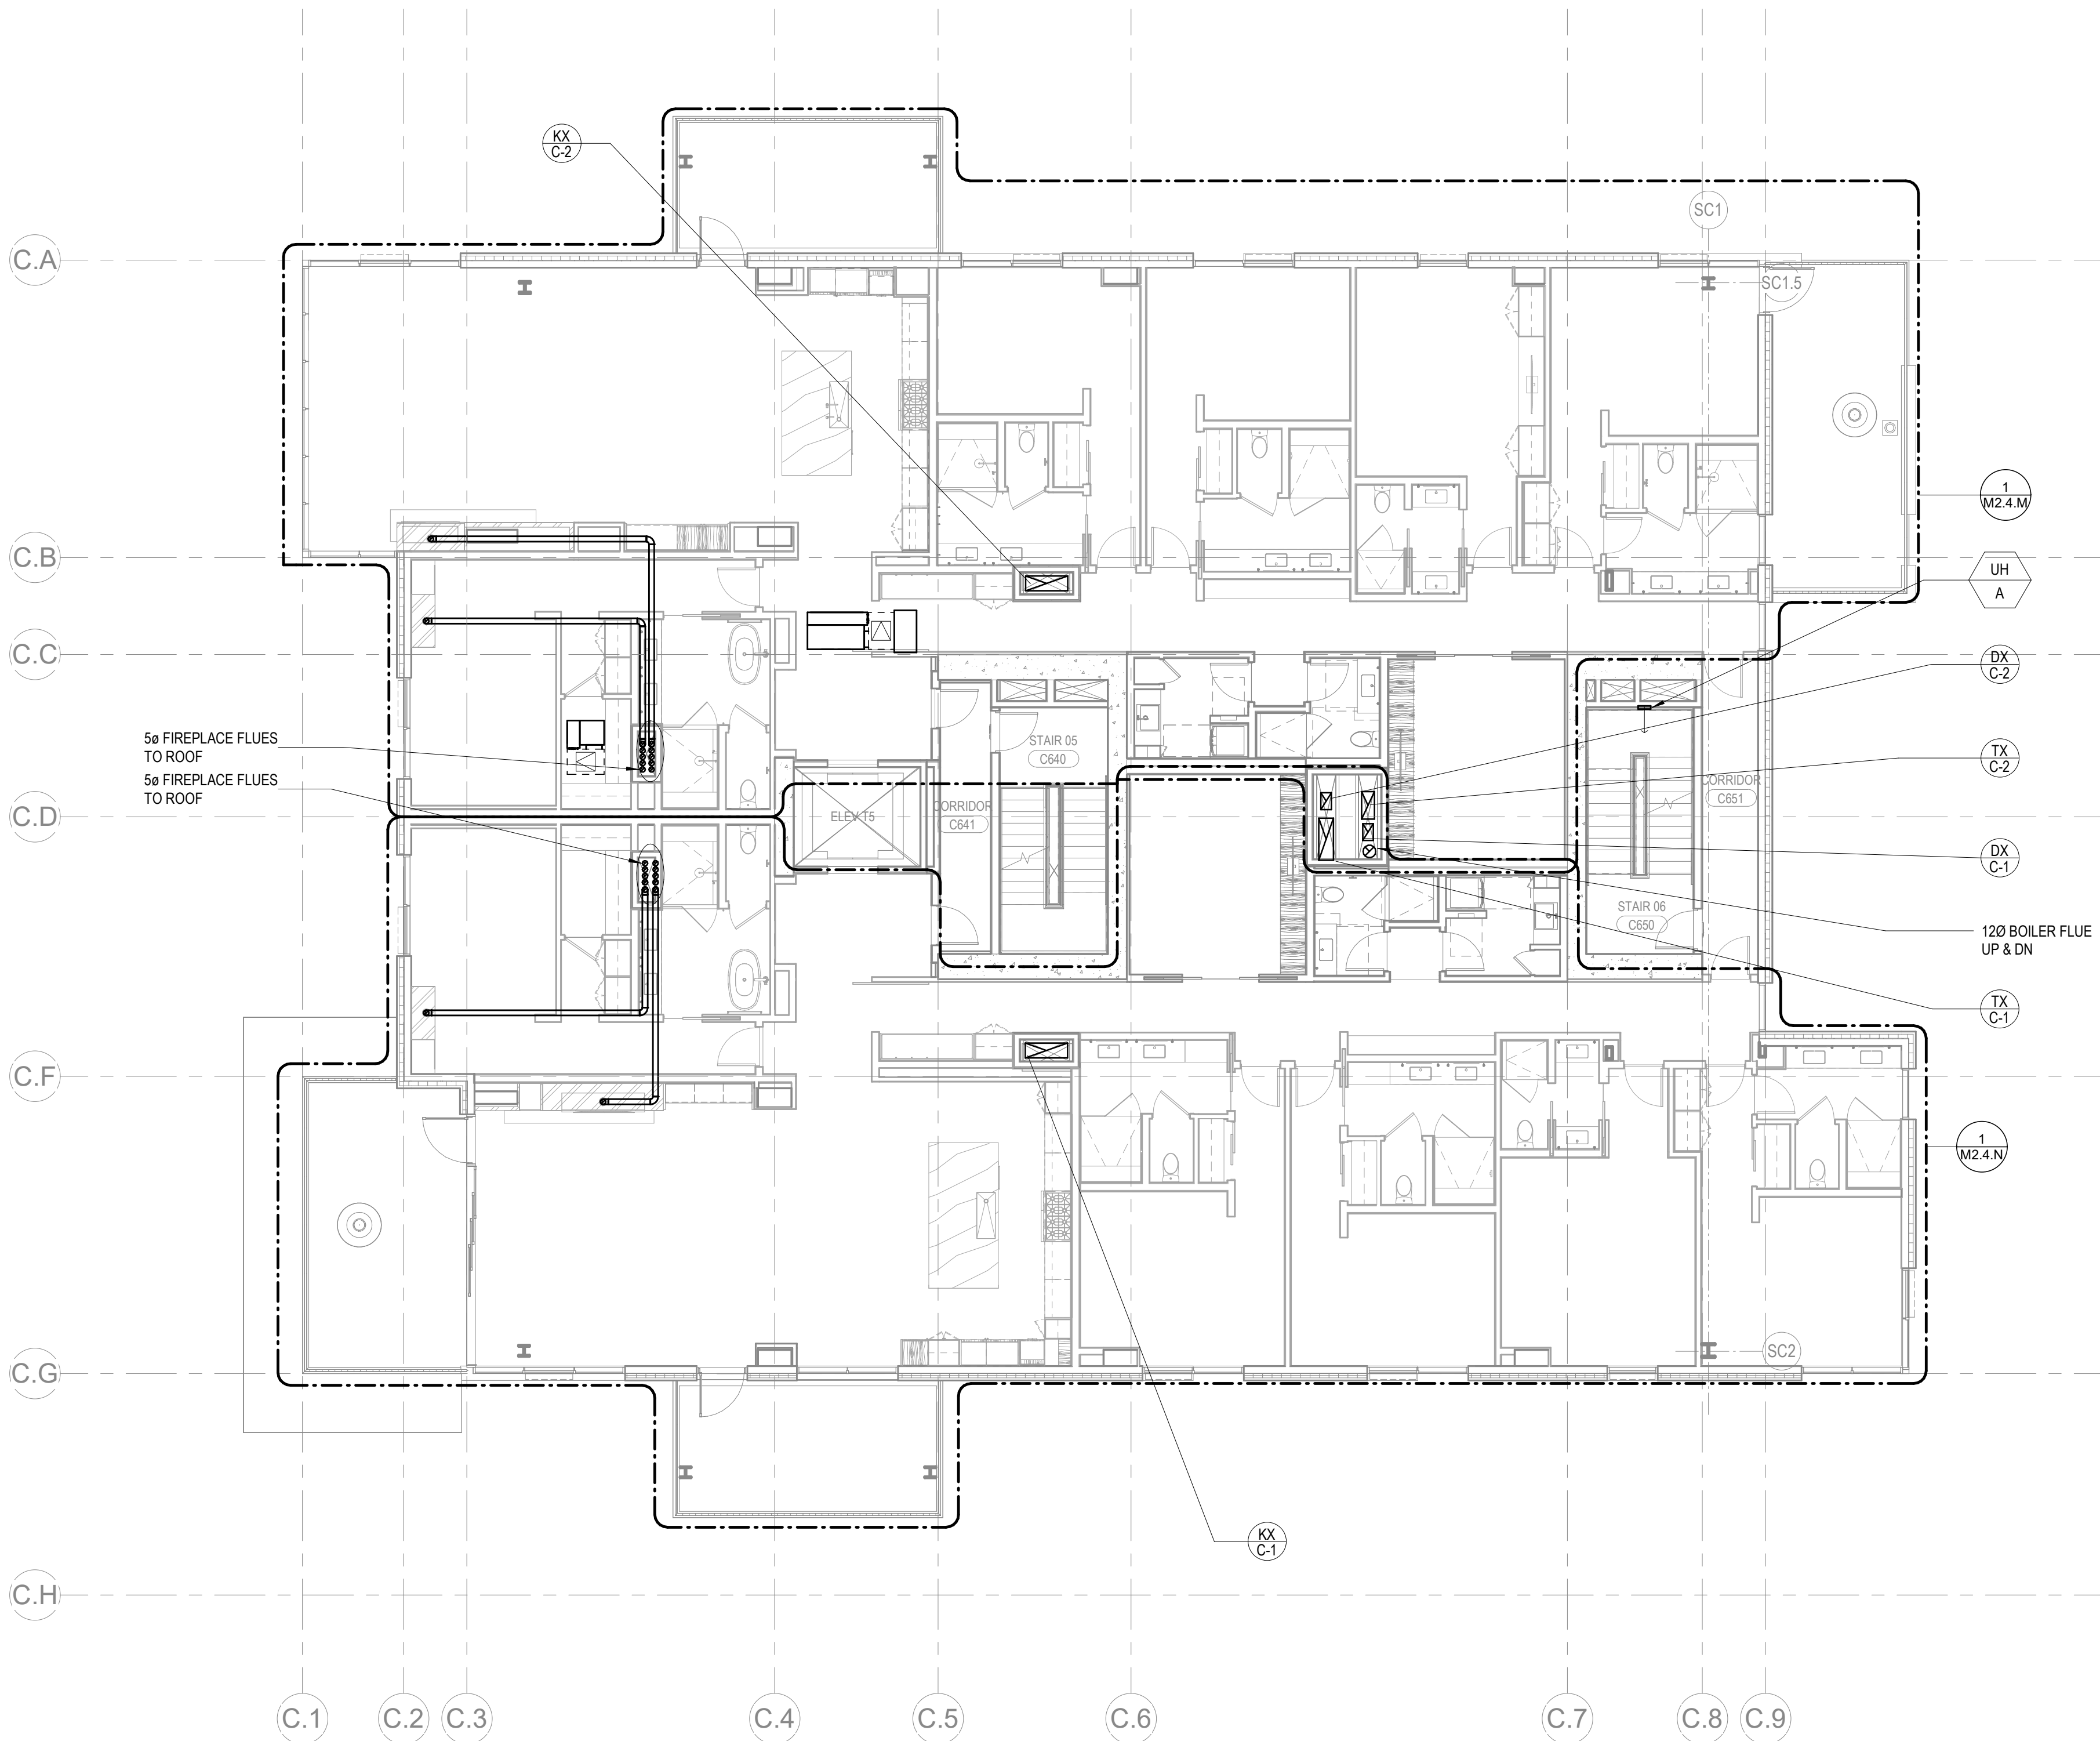 KX
C-2
SC1
C.A
SC1.5
1
M2.4.M
C.B
UH
A
C.C
DX
C-2
5ø FIREPLACE FLUES
TO ROOF
STAIR 05
C640
TX
C-2
5ø FIREPLACE FLUES
TO ROOF
CORRIDOR
C651
CORRIDOR
C641
C.D
ELEV T5
DX
C-1
STAIR 06
C650
12Ø BOILER FLUE
UP & DN
TX
C-1
C.F
1
M2.4.N
SC2
C.G
KX
C-1
C.H
C.1
C.2
C.3
C.4
C.5
C.6
C.7
C.8
C.9